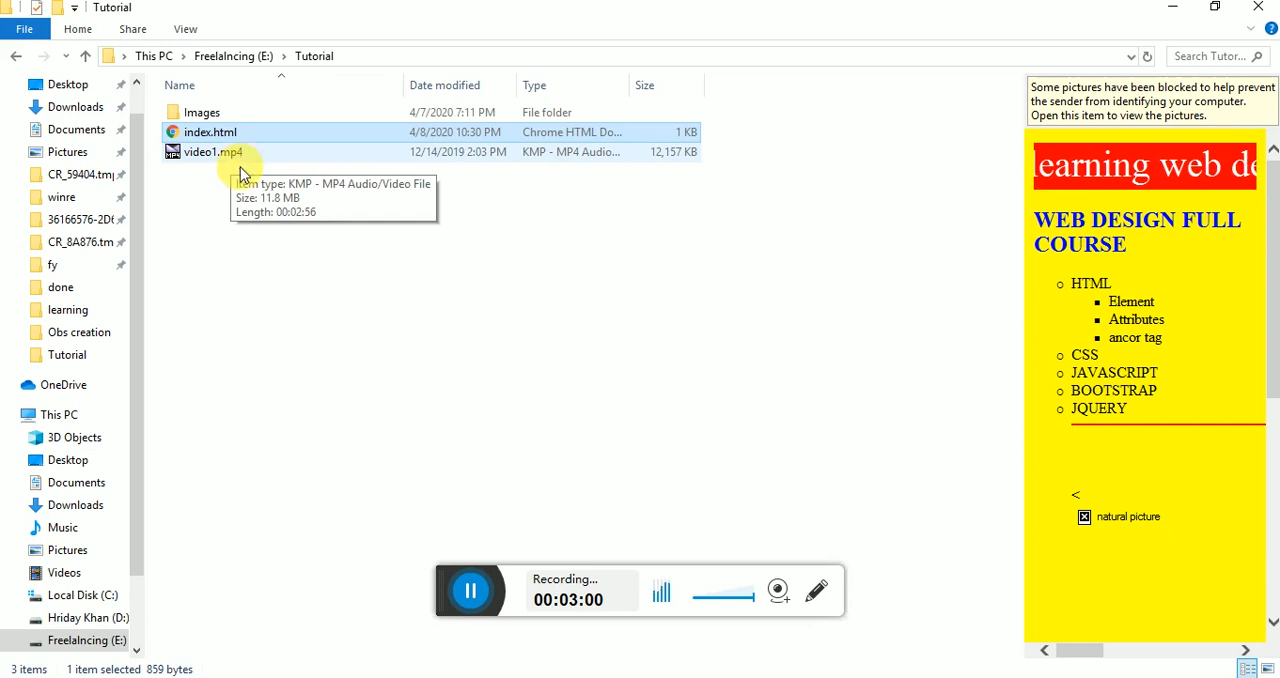 Tutorial
File Home Share View
This PC Freelalncing (E:) Tutorial Search Tutor...
Name Date modified Type Size
Images 4/7/2020 7:11 PM File folder
index.html 4/8/2020 10:30 PM Chrome HTML Do... 1 KB
video1.mp4 12/14/2019 2:03 PM KMP - MP4 Audio... 12,157 KB
Item type: KMP - MP4 Audio/Video File
Size: 11.8 MB
Length: 00:02:56
Desktop
Downloads
Documents
Pictures
CR_59404.tmp
winre
36166576-2D6
CR_8A876.tm
fy
done
learning
Obs creation
Tutorial
OneDrive
This PC
3D Objects
Desktop
Documents
Downloads
Music
Pictures
Videos
Local Disk (C:)
Hriday Khan (D:)
Freelalncing (E:)
Some pictures have been blocked to help prevent
the sender from identifying your computer.
Open this item to view the pictures.
learning web de
WEB DESIGN FULL
COURSE
HTML
Element
Attributes
ancor tag
CSS
JAVASCRIPT
BOOTSTRAP
JQUERY
<
natural picture
Recording...
00:03:00
3 items 1 item selected 859 bytes